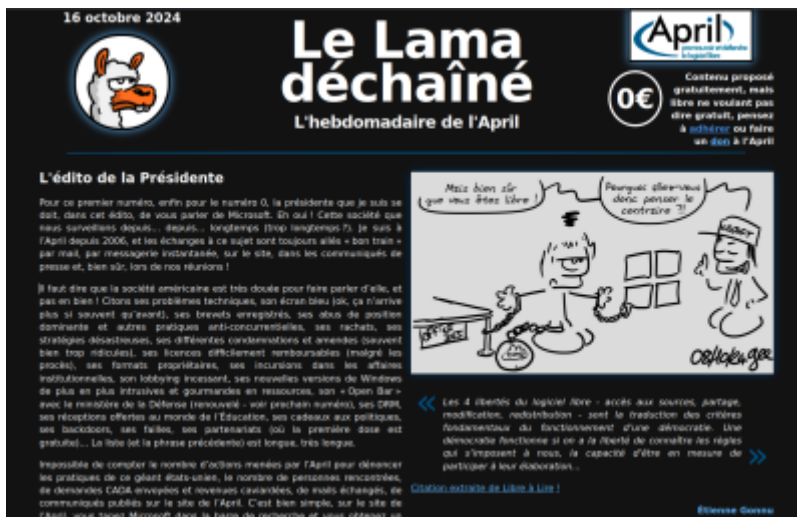 16 octobre 2024
Le Lama
déchaîné
L'hebdomadaire de l'April
April
0€
Contenu proposé
gratuitement, mais
libre ne voulant pas
dire gratuit, pensez
à adhérer ou faire
un don à l'April
L'édito de la Présidente
Pour ce premier numéro, enfin pour le numéro 0, la présidente que je suis se
doit, dans cet édito, de vous parler de Microsoft. Eh oui ! Cette société que
nous surveillons depuis... depuis... longtemps (trop longtemps ?). Je suis à
l'April depuis 2006, et les échanges à ce sujet sont toujours allés « bon train »
par mail, par messagerie instantanée, sur le site, dans les communiqués de
presse et, bien sûr, lors de nos réunions !
Il faut dire que la société américaine est très douée pour faire parler d'elle, et
pas en bien ! Citons ses problèmes techniques, son écran bleu (ok, ça n'arrive
plus si souvent qu'avant), ses brevets enregistrés, ses abus de position
dominante et autres pratiques anti-concurrentielles, ses rachats, ses
stratégies désastreuses, ses différentes condamnations et amendes (souvent
bien trop ridicules), ses licences difficilement remboursables (malgré les
procès), ses formats propriétaires, ses incursions dans les affaires
institutionnelles, son lobbying incessant, ses nouvelles versions de Windows
de plus en plus intrusives et gourmandes en ressources, son « Open Bar »
avec le ministère de la Défense (renouvelé - voir prochain numéro), ses DRM,
ses réceptions offertes au monde de l'Éducation, ses cadeaux aux politiques,
ses backdoors, ses failles, ses partenariats (où la première dose est
gratuite)... La liste (et la phrase précédente) est longue, très longue.
Impossible de compter le nombre d'actions menées par l'April pour dénoncer
les pratiques de ce géant états-unien, le nombre de personnes rencontrées,
de demandes CADA envoyées et revenues caviardées, de mails échangés, de
communiqués publiés sur le site de l'April. C'est bien simple, sur le site de
l'April, vous tapez Microsoft dans la barre de recherche et vous obtenez un
Mais bien sûr
que vous êtes libre !
Pourquoi allez-vous
donc penser le
contraire ?!
« Les 4 libertés du logiciel libre - accès aux sources, partage,
modification, redistribution - sont la traduction des critères
fondamentaux du fonctionnement d'une démocratie. Une
démocratie fonctionne si on a la liberté de connaître les règles
qui s'imposent à nous, la capacité d'être en mesure de
participer à leur élaboration... »
Citation extraite de Libre à Lire !
Étienne Gonnu